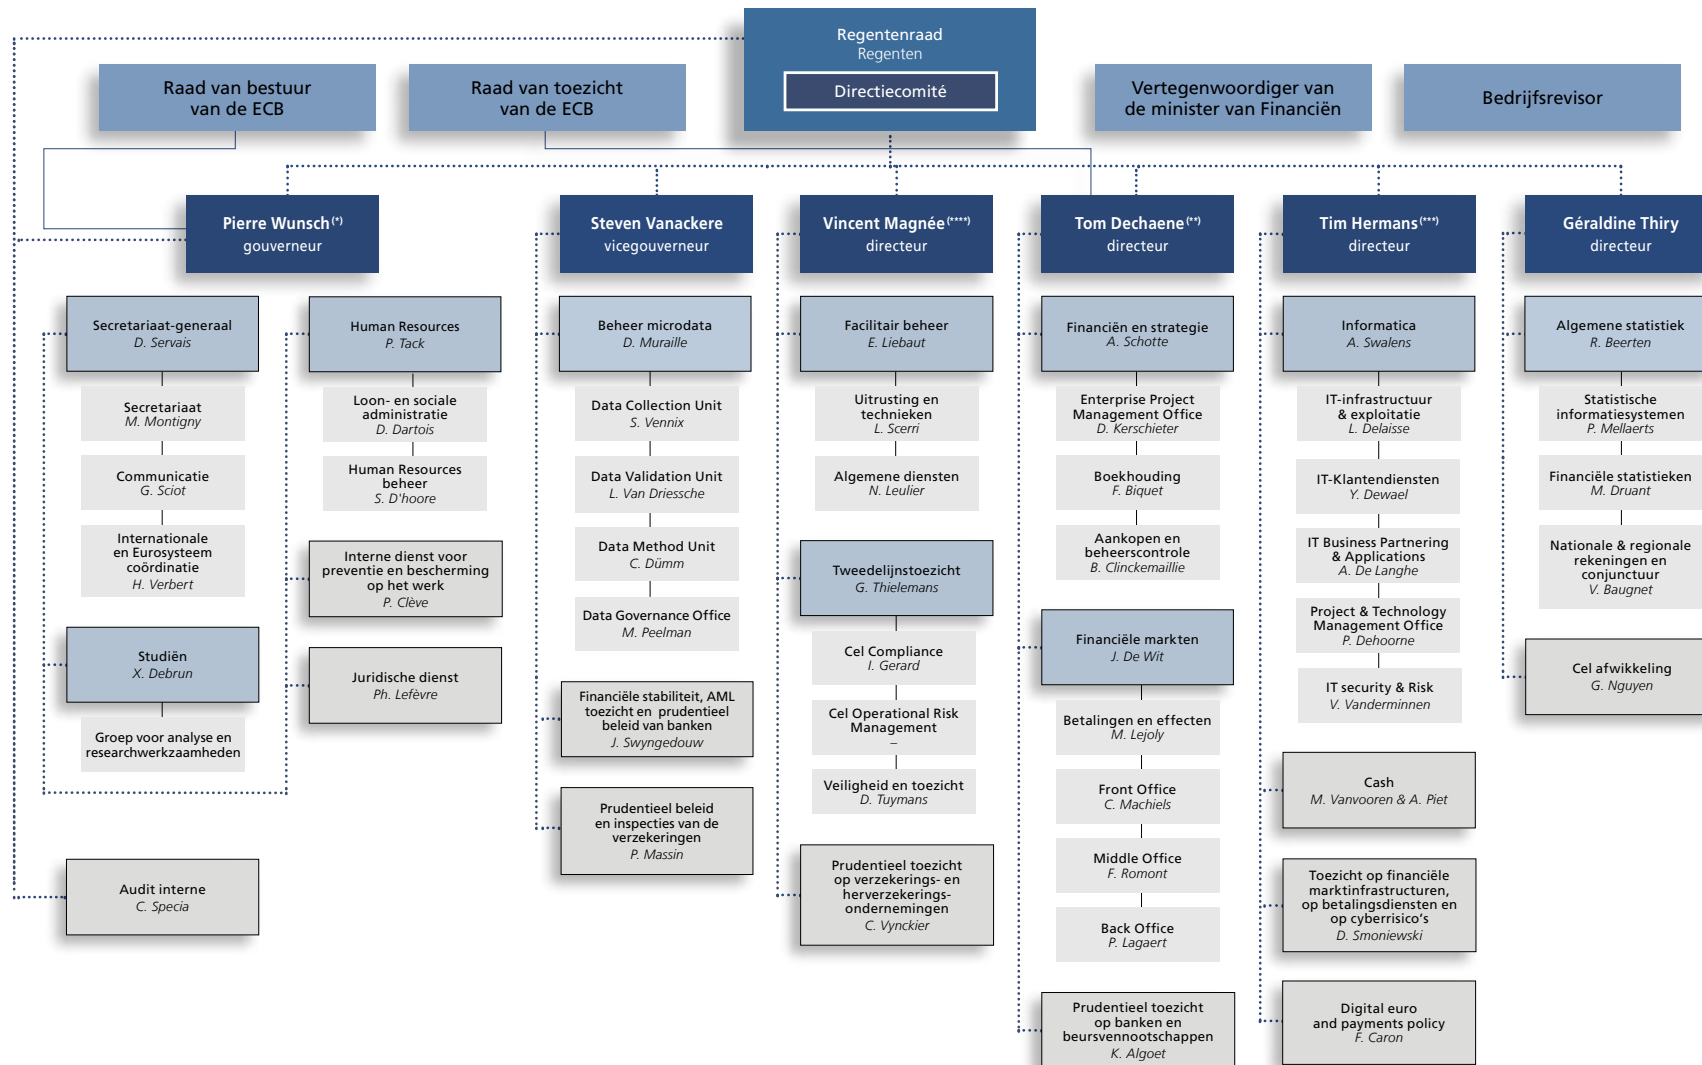 Regentenraad
Regenten
Directiecomité
Raad van bestuur
van de ECB
Raad van toezicht
van de ECB
Vertegenwoordiger van
de minister van Financiën
Bedrijfsrevisor
Pierre Wunsch(*)
gouverneur
Steven Vanackere
vicegouverneur
Vincent Magnée(****)
directeur
Tom Dechaene(**)
directeur
Tim Hermans(***)
directeur
Géraldine Thiry
directeur
Secretariaat-generaal
D. Servais
Secretariaat
M. Montigny
Communicatie
G. Sciot
Internationale
en Eurosysteem
coördinatie
H. Verbert
Studiën
X. Debrun
Groep voor analyse en
researchwerkzaamheden
Audit interne
C. Specia
Human Resources
P. Tack
Loon- en sociale
administratie
D. Dartois
Human Resources
beheer
S. D'hoore
Interne dienst voor
preventie en bescherming
op het werk
P. Clève
Juridische dienst
Ph. Lefèvre
Beheer microdata
D. Muraille
Data Collection Unit
S. Vennix
Data Validation Unit
L. Van Driessche
Data Method Unit
C. Dümm
Data Governance Office
M. Peelman
Financiële stabiliteit, AML
toezicht en prudentieel
beleid van banken
J. Swyngedouw
Prudentieel beleid
en inspecties van de
verzekeringen
P. Massin
Facilitair beheer
E. Liebaut
Uitrusting en
technieken
L. Scerri
Algemene diensten
N. Leulier
Tweedelijnstoezicht
G. Thielemans
Cel Compliance
I. Gerard
Cel Operational Risk
Management
–
Veiligheid en toezicht
D. Tuymans
Prudentieel toezicht
op verzekerings- en
herverzekerings-
ondernemingen
C. Vynckier
Financiën en strategie
A. Schotte
Enterprise Project
Management Office
D. Kerschieter
Boekhouding
F. Biquet
Aankopen en
beheerscontrole
B. Clinckemaillie
Financiële markten
J. De Wit
Betalingen en effecten
M. Lejoly
Front Office
C. Machiels
Middle Office
F. Romont
Back Office
P. Lagaert
Prudentieel toezicht
op banken en
beursvennootschappen
K. Algoet
Informatica
A. Swalens
IT-infrastructuur
& exploitatie
L. Delaisse
IT-Klantendiensten
Y. Dewael
IT Business Partnering
& Applications
A. De Langhe
Project & Technology
Management Office
P. Dehoorne
IT security & Risk
V. Vanderminnen
Cash
M. Vanvooren & A. Piet
Toezicht op financiële
marktinfrastructuren,
op betalingsdiensten en
op cyberrisico‘s
D. Smoniewski
Digital euro
and payments policy
F. Caron
Algemene statistiek
R. Beerten
Statistische
informatiesystemen
P. Mellaerts
Financiële statistieken
M. Druant
Nationale & regionale
rekeningen en
conjunctuur
V. Baugnet
Cel afwikkeling
G. Nguyen